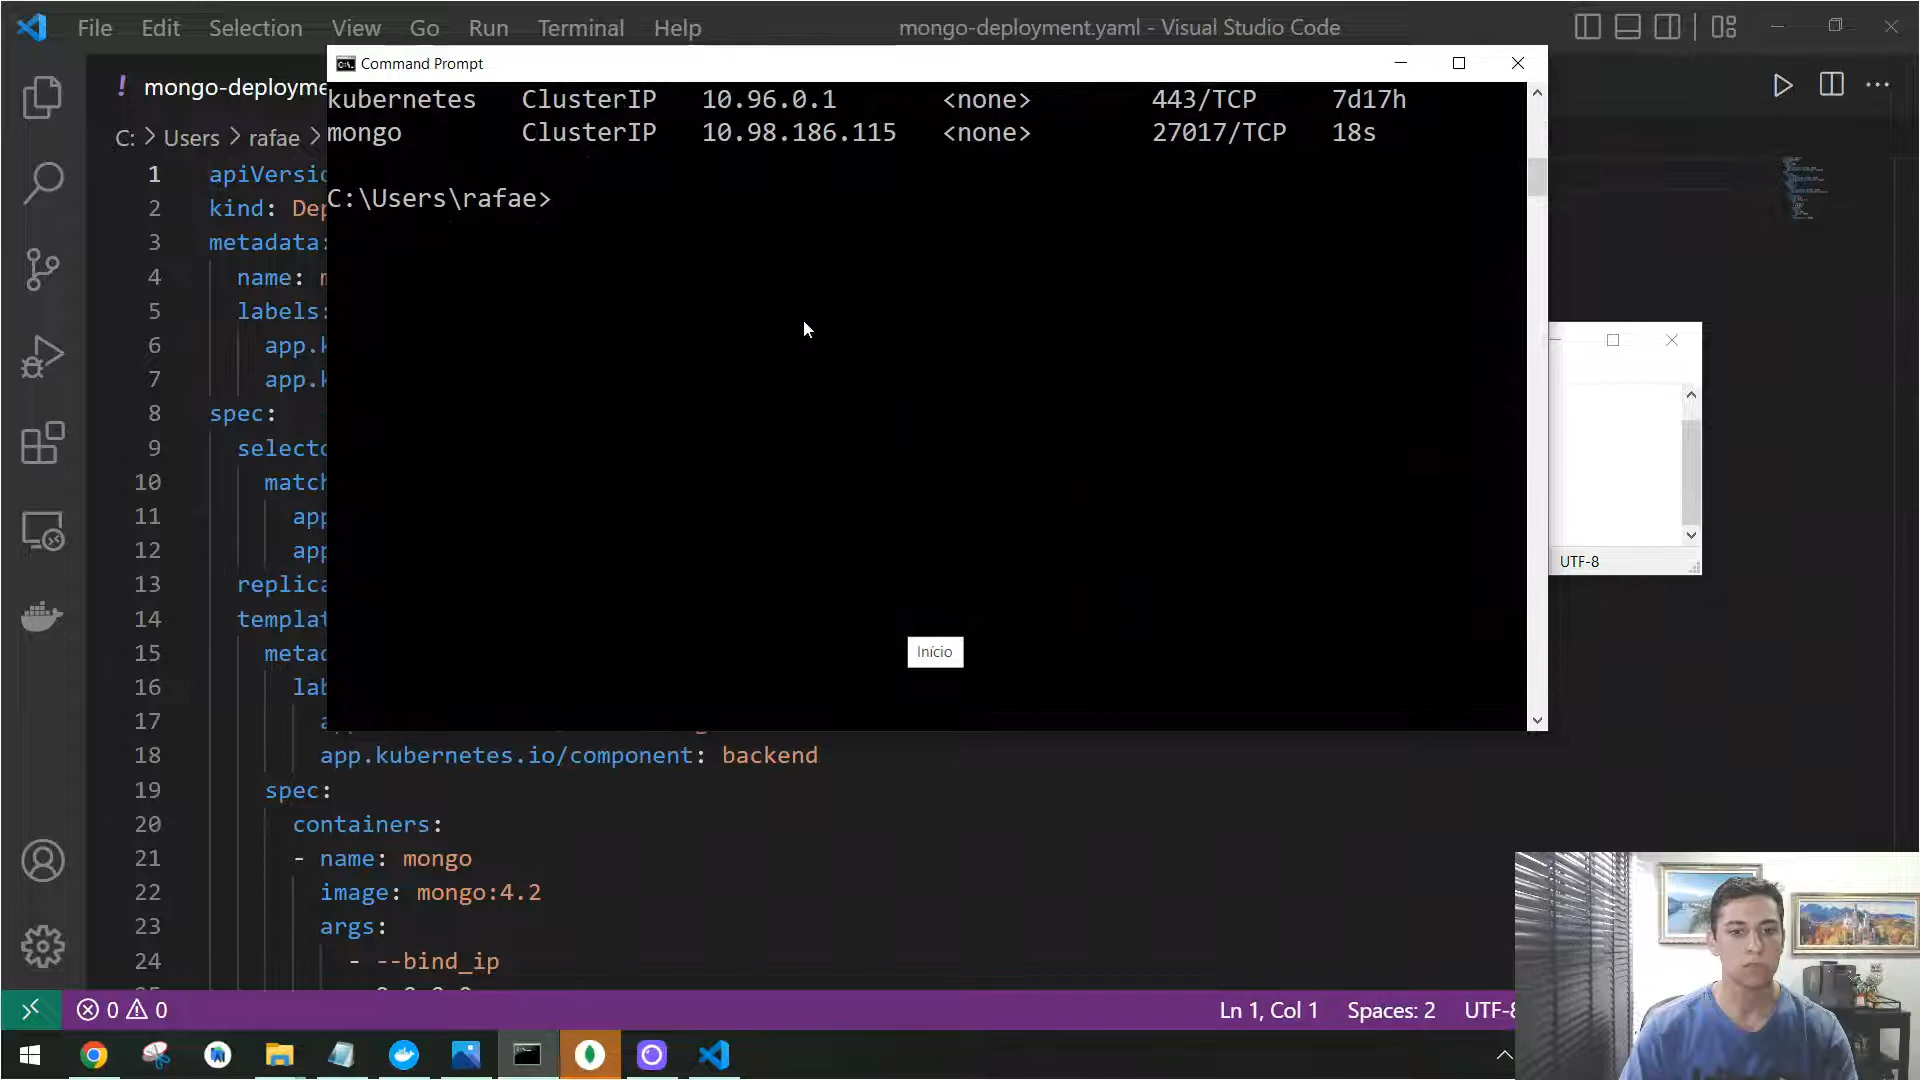 File Edit Selection View Go Run Terminal Help
mongo-deployment.yaml - Visual Studio Code
Command Prompt
! mongo-deployme
C: > Users > rafae >
kubernetes ClusterIP 10.96.0.1 <none> 443/TCP 7d17h
mongo ClusterIP 10.98.186.115 <none> 27017/TCP 18s
C:\Users\rafae>
1 apiVersio
2 kind: Dep
3 metadata:
4 name: m
5 labels:
6 app.k
7 app.k
8 spec:
9 selecto
10 match
11 app
12 app
13 replica
14 templat
15 metad
16 lab
17 a
18 app.kubernetes.io/component: backend
19 spec:
20 containers:
21 - name: mongo
22 image: mongo:4.2
23 args:
24 - --bind_ip
Início
UTF-8
0 0
Ln 1, Col 1 Spaces: 2 UTF-8